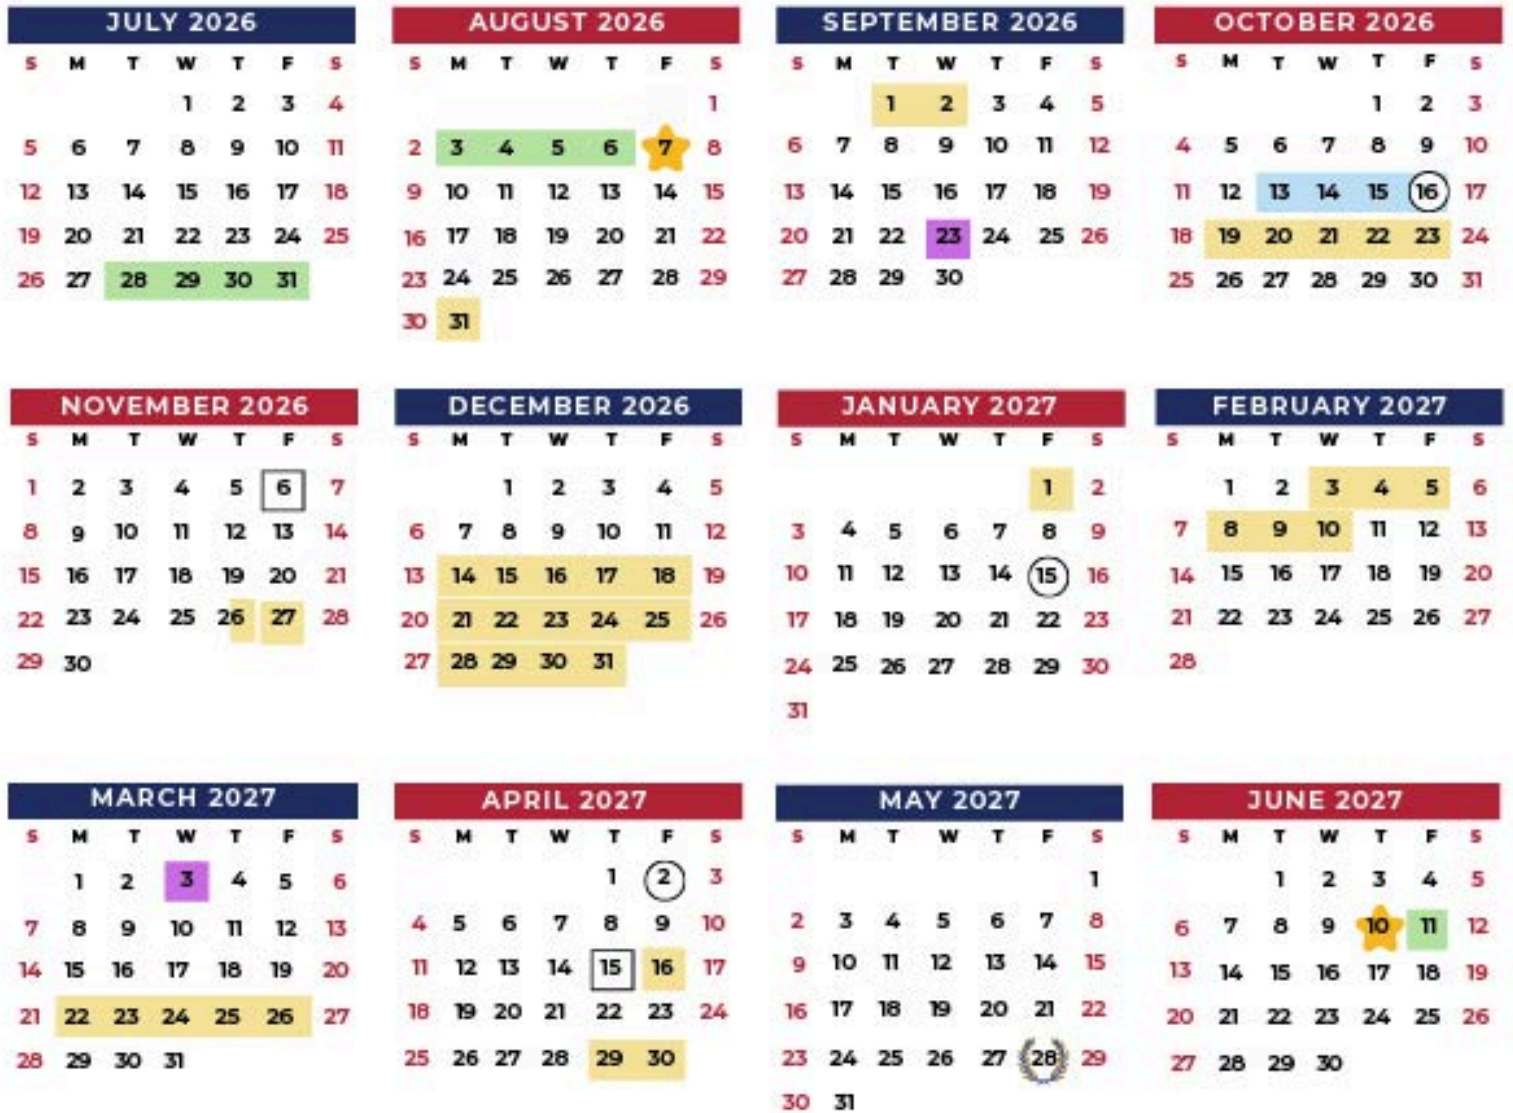 JULY 2026
S M T W T F S
1 2 3 4
5 6 7 8 9 10 11
12 13 14 15 16 17 18
19 20 21 22 23 24 25
26 27 28 29 30 31
AUGUST 2026
S M T W T F S
1
2 3 4 5 6 7 8
9 10 11 12 13 14 15
16 17 18 19 20 21 22
23 24 25 26 27 28 29
30 31
SEPTEMBER 2026
S M T W T F S
1 2 3 4 5
6 7 8 9 10 11 12
13 14 15 16 17 18 19
20 21 22 23 24 25 26
27 28 29 30
OCTOBER 2026
S M T W T F S
1 2 3
4 5 6 7 8 9 10
11 12 13 14 15 16 17
18 19 20 21 22 23 24
25 26 27 28 29 30 31
NOVEMBER 2026
S M T W T F S
1 2 3 4 5 6 7
8 9 10 11 12 13 14
15 16 17 18 19 20 21
22 23 24 25 26 27 28
29 30
DECEMBER 2026
S M T W T F S
1 2 3 4 5
6 7 8 9 10 11 12
13 14 15 16 17 18 19
20 21 22 23 24 25 26
27 28 29 30 31
JANUARY 2027
S M T W T F S
1 2
3 4 5 6 7 8 9
10 11 12 13 14 15 16
17 18 19 20 21 22 23
24 25 26 27 28 29 30
31
FEBRUARY 2027
S M T W T F S
1 2 3 4 5 6
7 8 9 10 11 12 13
14 15 16 17 18 19 20
21 22 23 24 25 26 27
28
MARCH 2027
S M T W T F S
1 2 3 4 5 6
7 8 9 10 11 12 13
14 15 16 17 18 19 20
21 22 23 24 25 26 27
28 29 30 31
APRIL 2027
S M T W T F S
1 2 3
4 5 6 7 8 9 10
11 12 13 14 15 16 17
18 19 20 21 22 23 24
25 26 27 28 29 30
MAY 2027
S M T W T F S
1
2 3 4 5 6 7 8
9 10 11 12 13 14 15
16 17 18 19 20 21 22
23 24 25 26 27 28 29
30 31
JUNE 2027
S M T W T F S
1 2 3 4 5
6 7 8 9 10 11 12
13 14 15 16 17 18 19
20 21 22 23 24 25 26
27 28 29 30